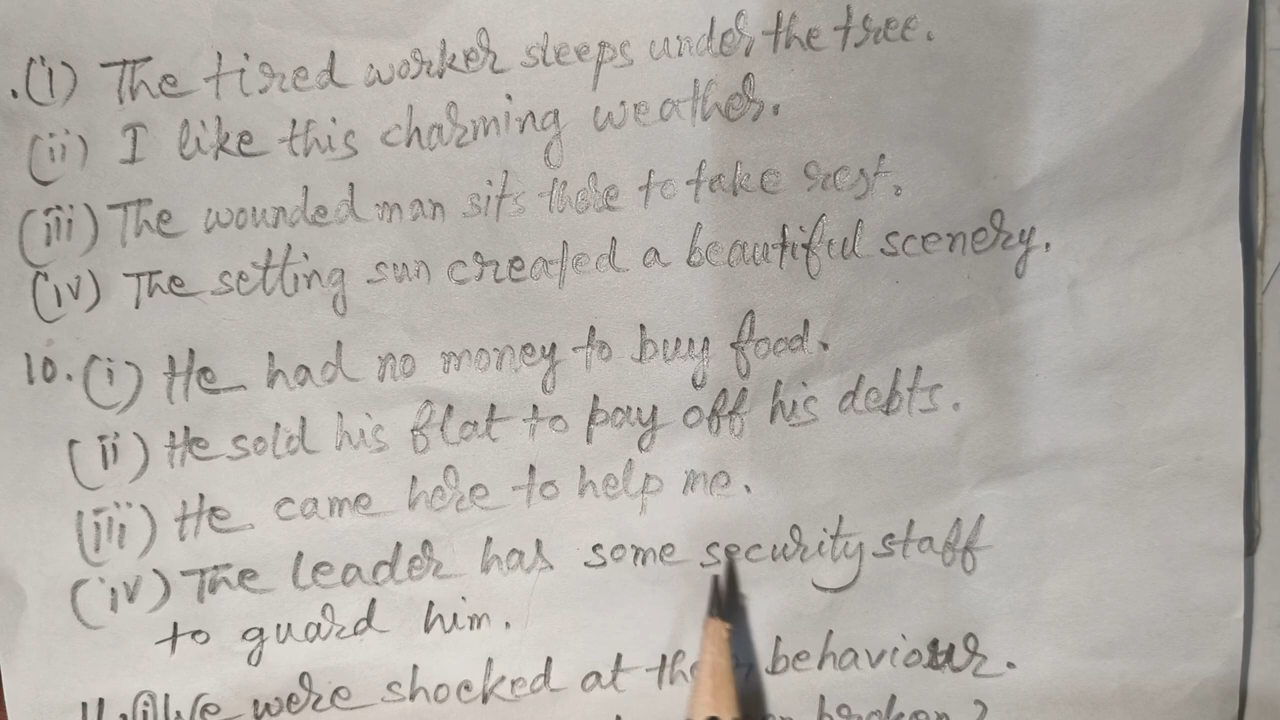 .(i) The tired worker sleeps under the tree.
(ii) I like this charming weather.
(iii) The wounded man sits there to take rest.
(iv) The setting sun created a beautiful scenery.
10. (i) He had no money to buy food.
(ii) He sold his flat to pay off his debts.
(iii) He came here to help me.
(iv) The leader has some security staff
to guard him.
11. (i) We were shocked at behaviour.
broken?